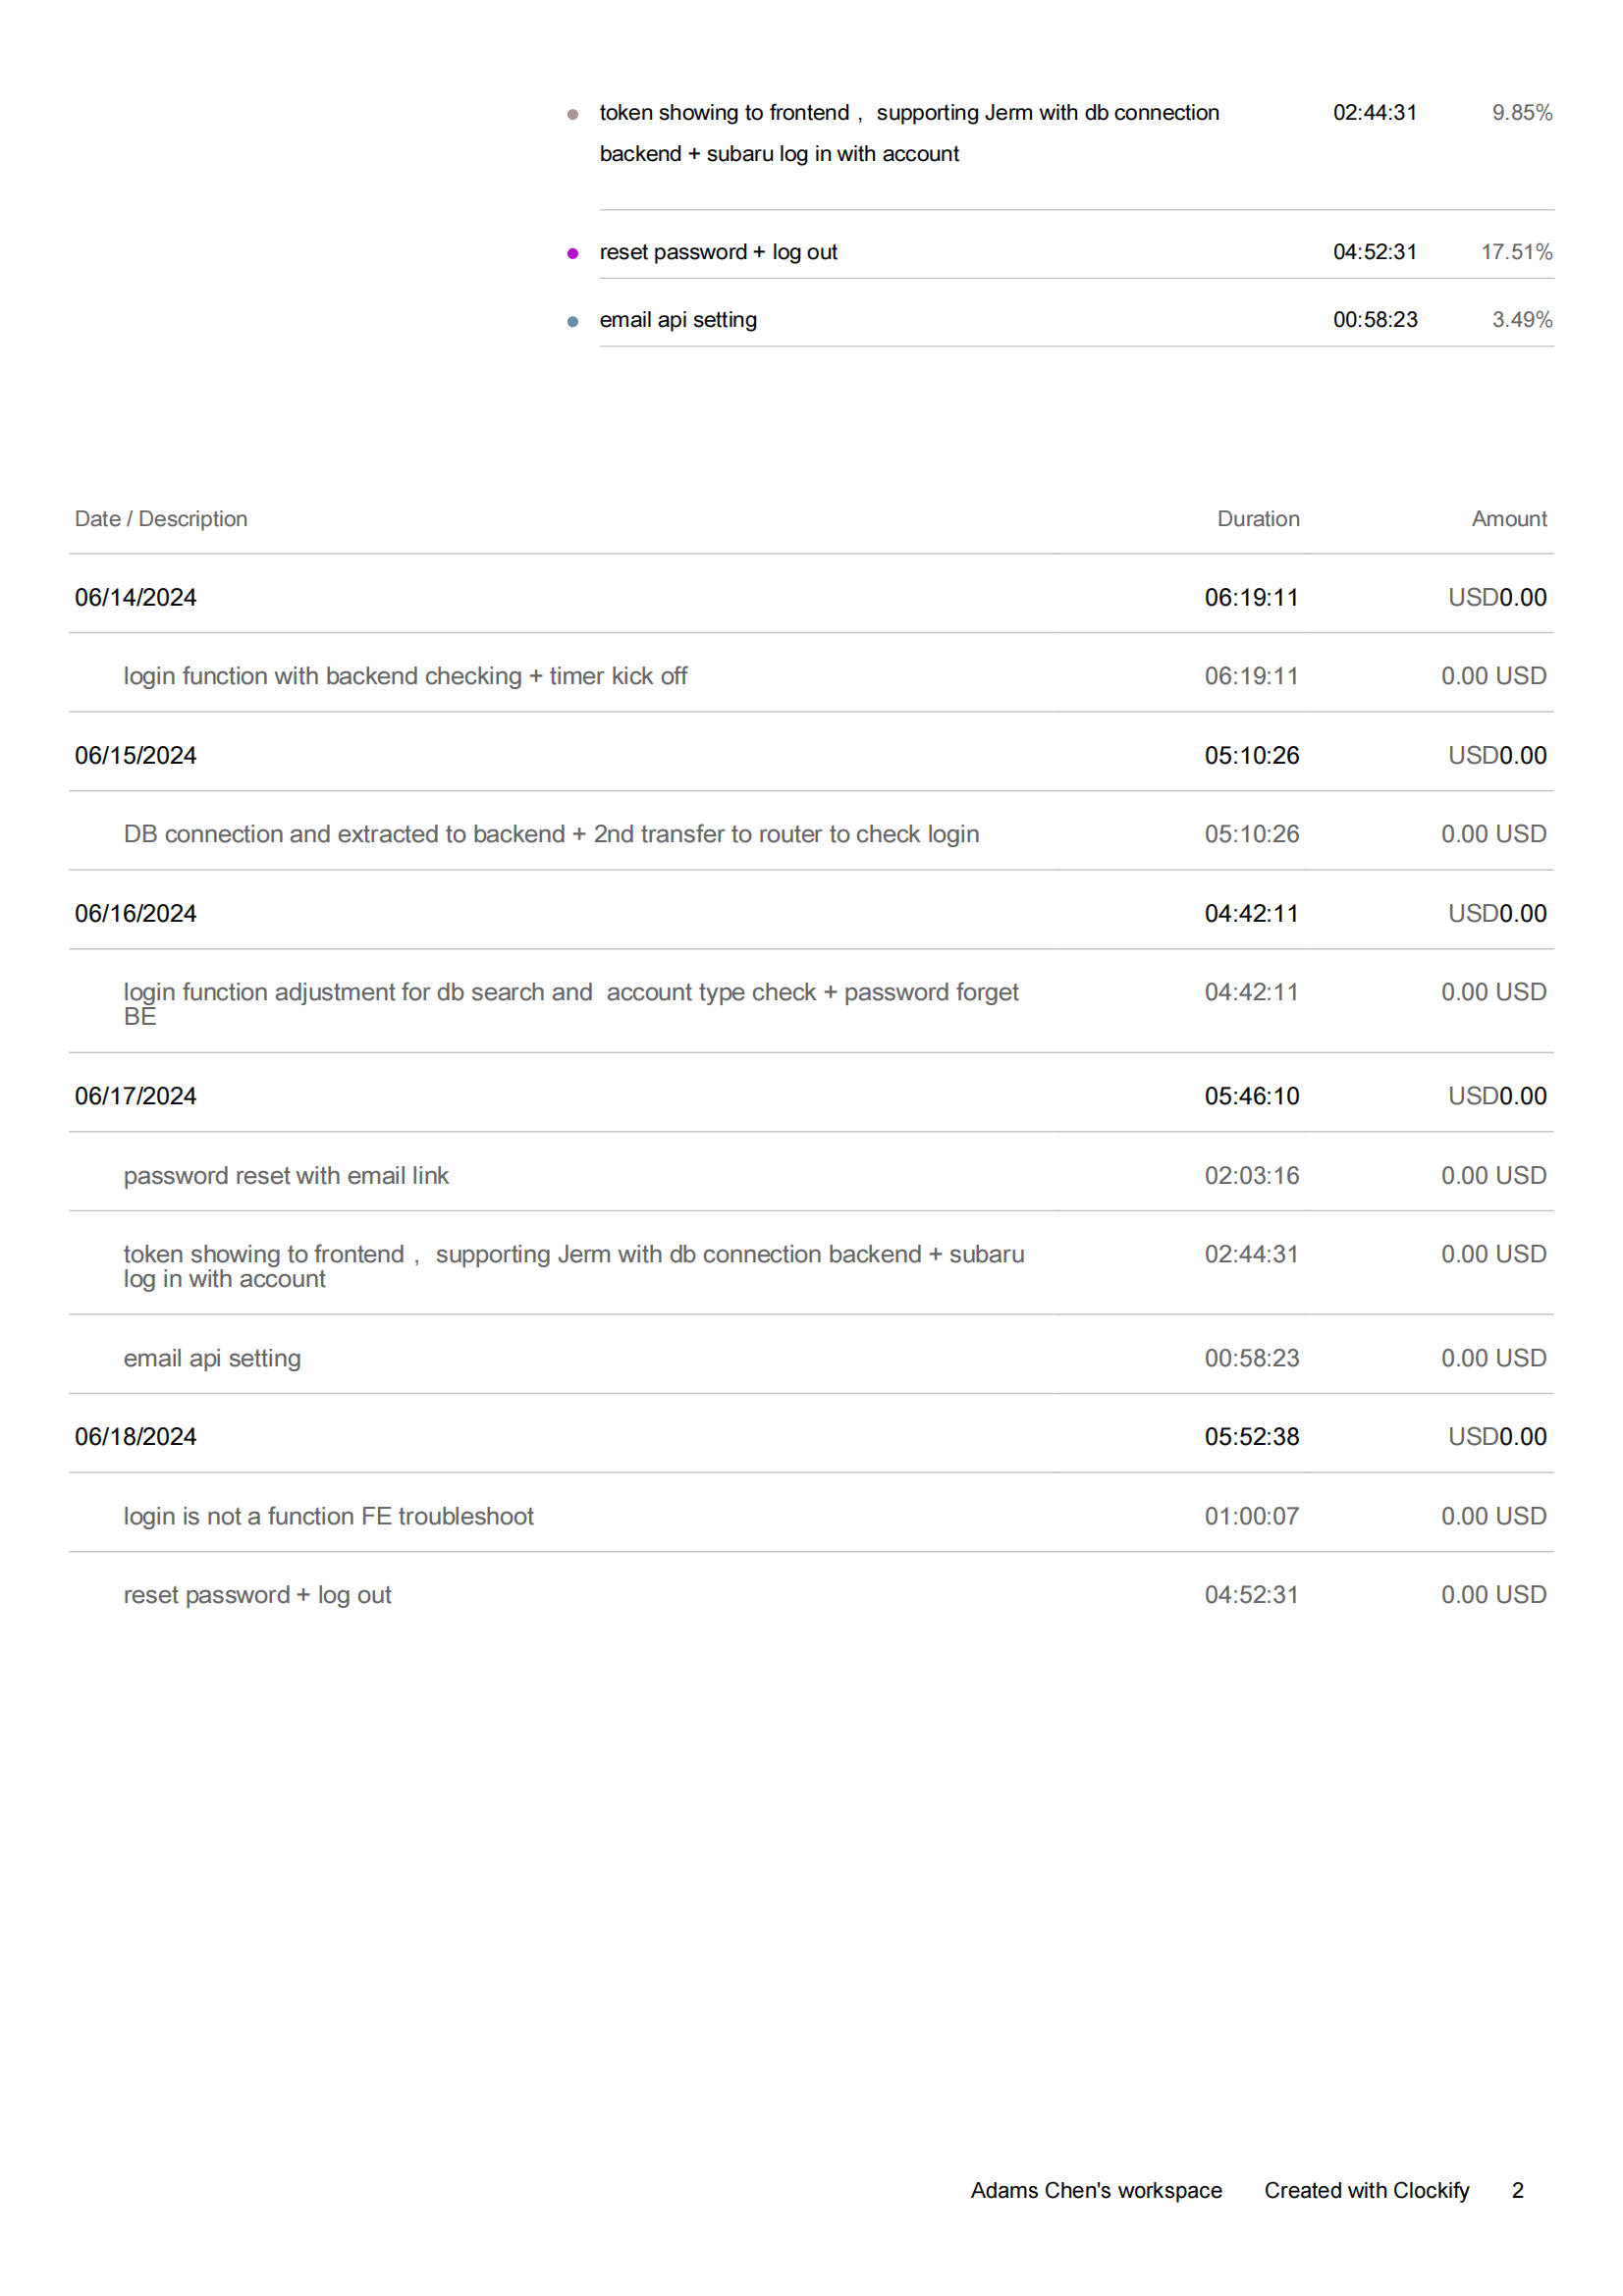 token showing to frontend ， supporting Jerm with db connection 02:44:31 9.85%
backend + subaru log in with account
reset password + log out 04:52:31 17.51%
email api setting 00:58:23 3.49%
Date / Description Duration Amount
06/14/2024 06:19:11 USD0.00
login function with backend checking + timer kick off 06:19:11 0.00 USD
06/15/2024 05:10:26 USD0.00
DB connection and extracted to backend + 2nd transfer to router to check login 05:10:26 0.00 USD
06/16/2024 04:42:11 USD0.00
login function adjustment for db search and  account type check + password forget 04:42:11 0.00 USD
BE
06/17/2024 05:46:10 USD0.00
password reset with email link 02:03:16 0.00 USD
token showing to frontend ， supporting Jerm with db connection backend + subaru 02:44:31 0.00 USD
log in with account
email api setting 00:58:23 0.00 USD
06/18/2024 05:52:38 USD0.00
login is not a function FE troubleshoot 01:00:07 0.00 USD
reset password + log out 04:52:31 0.00 USD
Adams Chen's workspace Created with Clockify 2